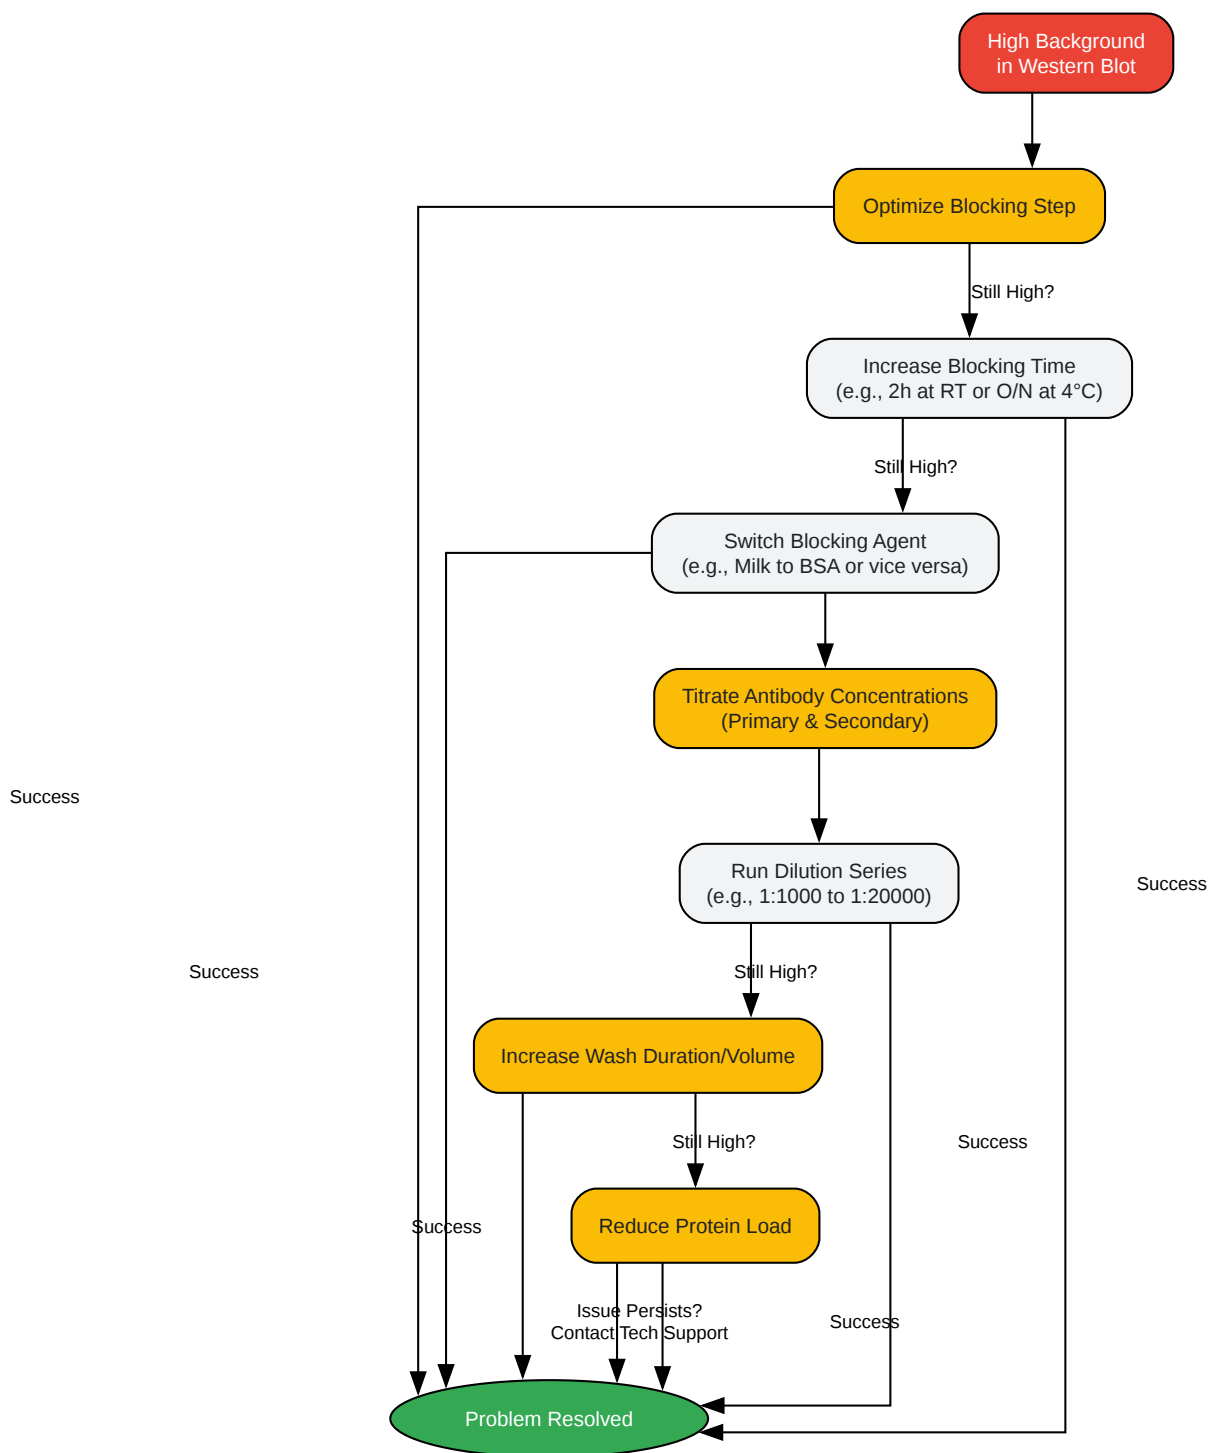 High Background
in Western Blot
Optimize Blocking Step
Still High?
Increase Blocking Time
(e.g., 2h at RT or O/N at 4°C)
Still High?
Switch Blocking Agent
(e.g., Milk to BSA or vice versa)
Titrate Antibody Concentrations
(Primary & Secondary)
Success
Run Dilution Series
(e.g., 1:1000 to 1:20000)
Success
Success
Still High?
Increase Wash Duration/Volume
Still High?
Success
Success
Reduce Protein Load
Issue Persists?
Contact Tech Support
Success
Problem Resolved